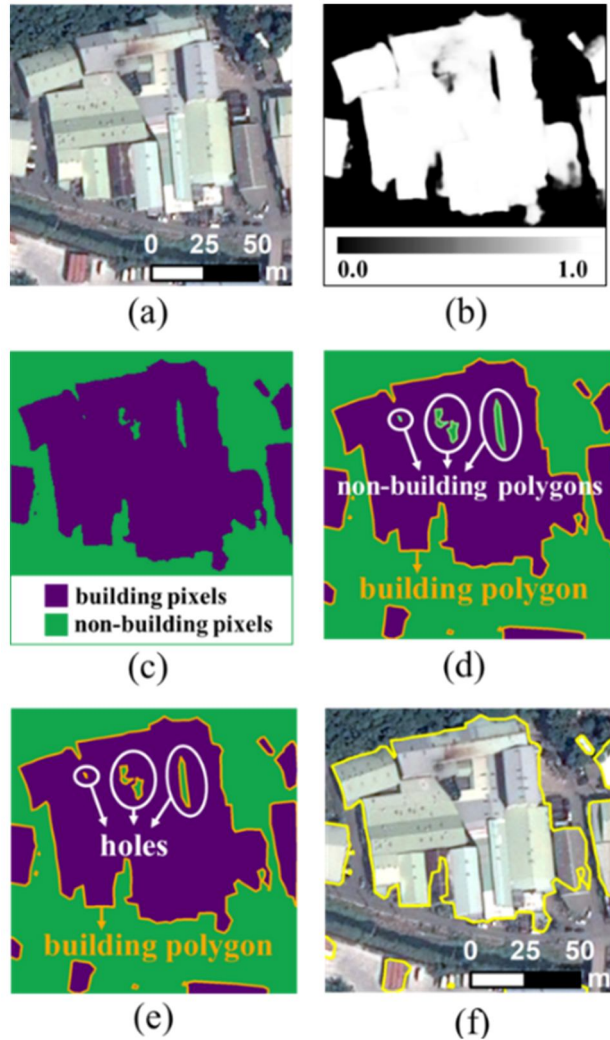 0 25 50
m
(a)
0.0 1.0
(b)
building pixels
non-building pixels
(c)
non-building polygons
building polygon
(d)
holes
building polygon
(e)
0 25 50
m
(f)